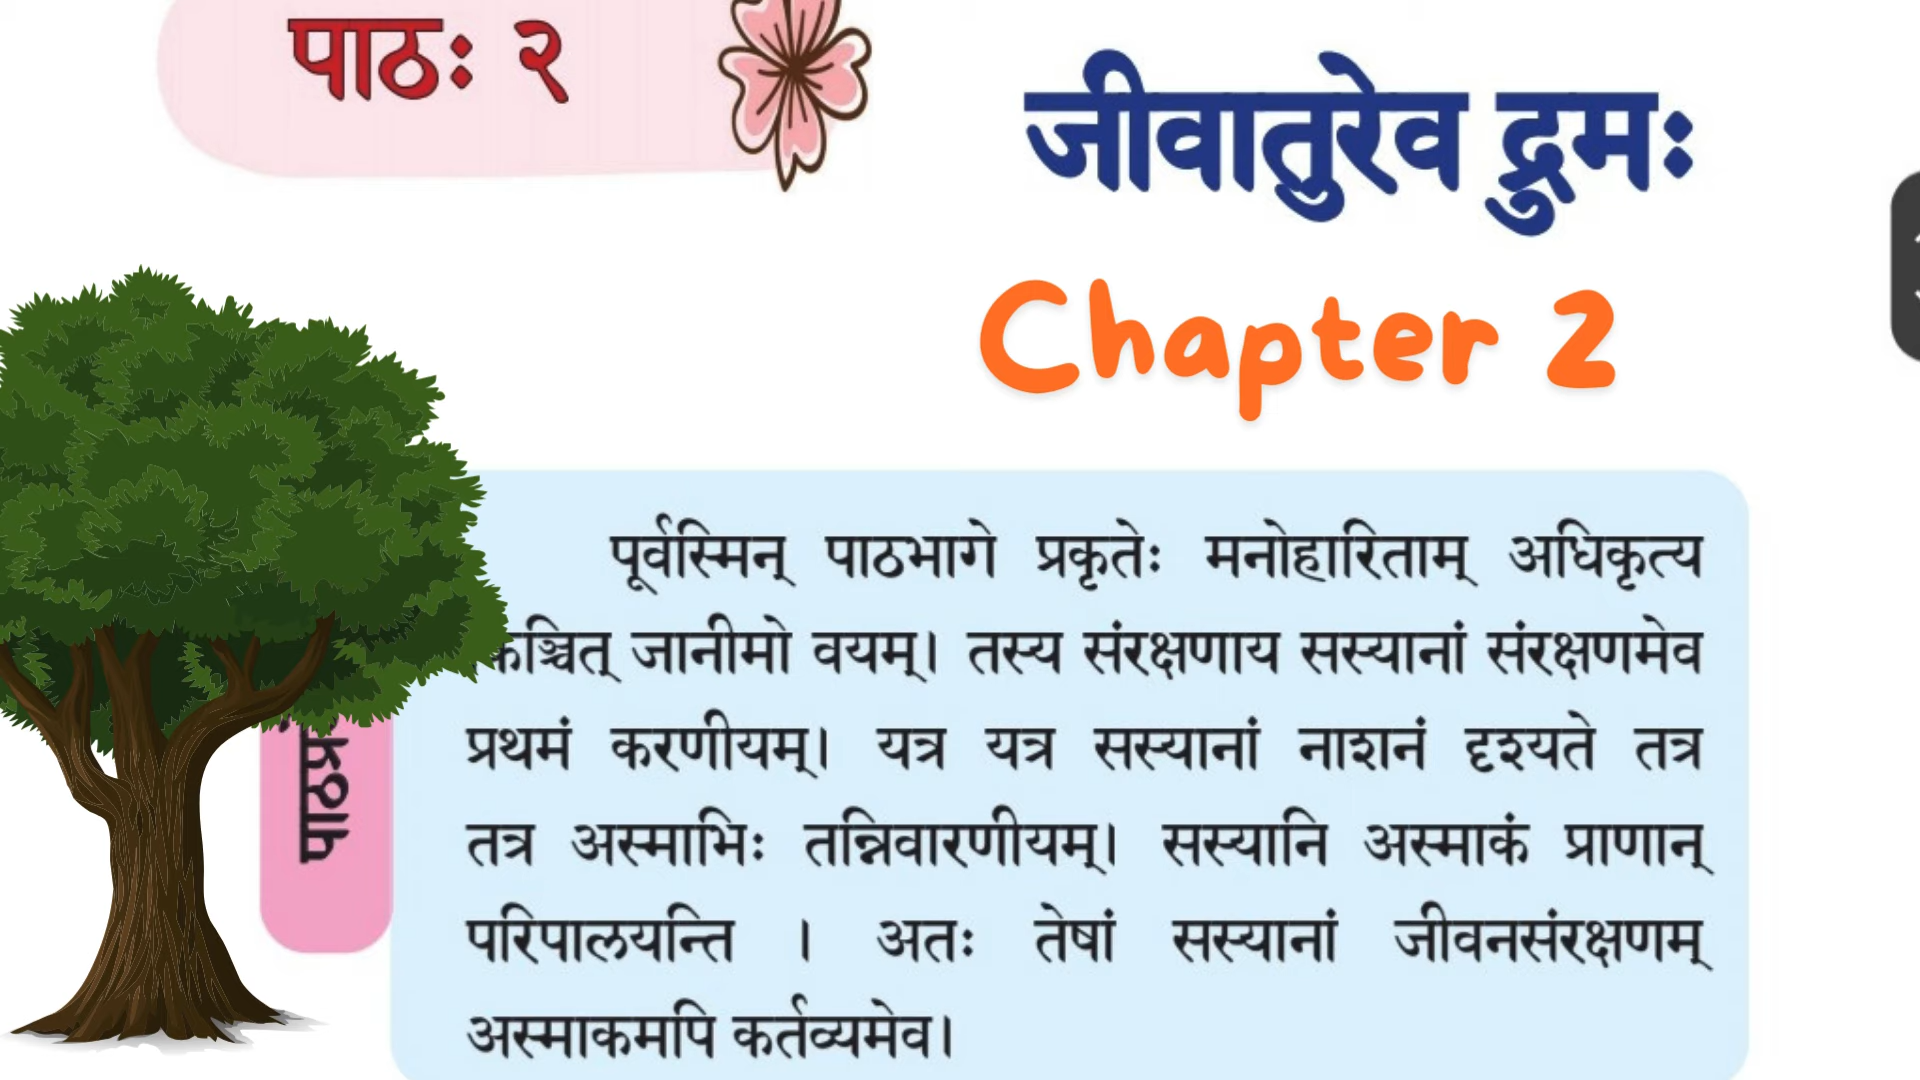 पाठः २
जीवातुरेव द्रुमः
Chapter 2
पूर्वस्मिन् पाठभागे प्रकृतेः मनोहारिताम् अधिकृत्य
जानीमो वयम्। तस्य संरक्षणाय सस्यानां संरक्षणमेव
प्रथमं करणीयम्। यत्र यत्र सस्यानां नाशनं दृश्यते तत्र
तत्र अस्माभिः तन्निवारणीयम्। सस्यानि अस्माकं प्राणान्
परिपालयन्ति । अतः तेषां सस्यानां जीवनसंरक्षणम्
अस्माकमपि कर्तव्यमेव।